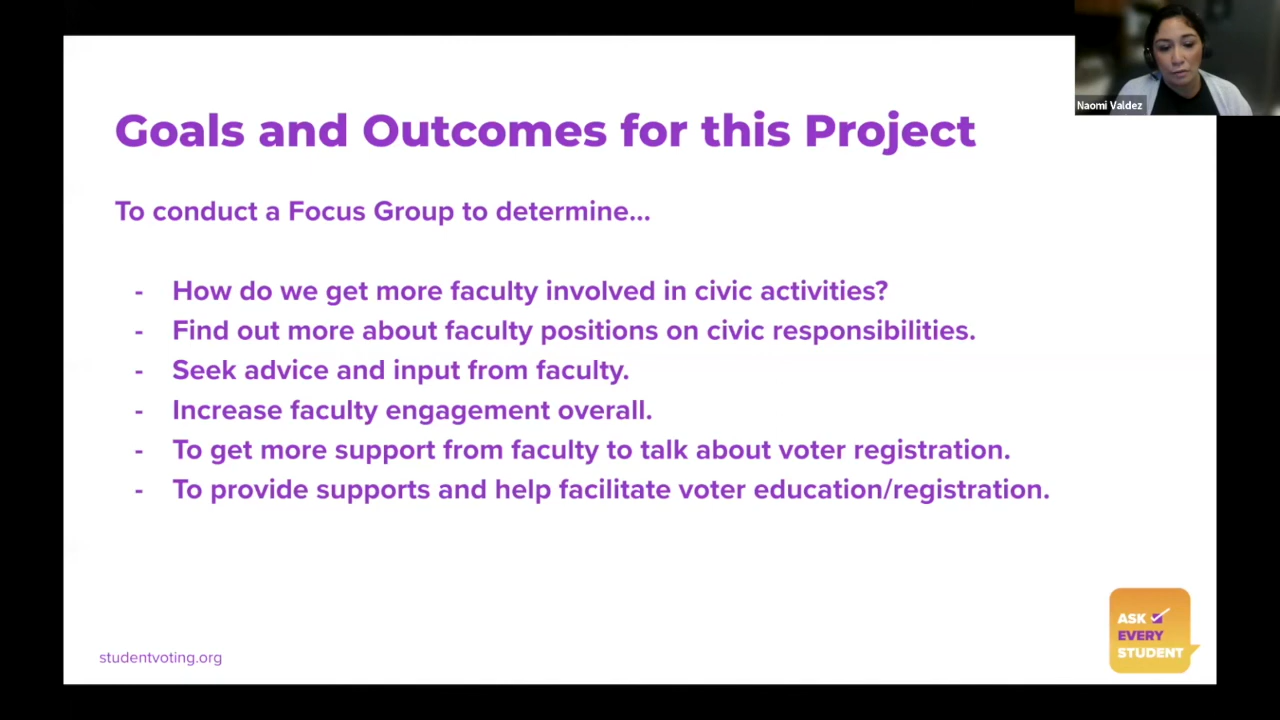 Naomi Valdez
Goals and Outcomes for this Project
To conduct a Focus Group to determine...
- How do we get more faculty involved in civic activities?
- Find out more about faculty positions on civic responsibilities.
- Seek advice and input from faculty.
- Increase faculty engagement overall.
- To get more support from faculty to talk about voter registration.
- To provide supports and help facilitate voter education/registration.
studentvoting.org
ASK
EVERY
STUDENT